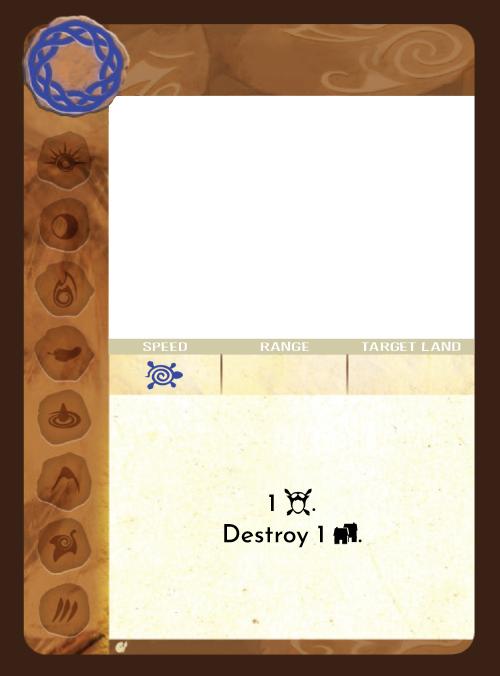 SPEED RANGE TARGET LAND
1 .
Destroy 1 .